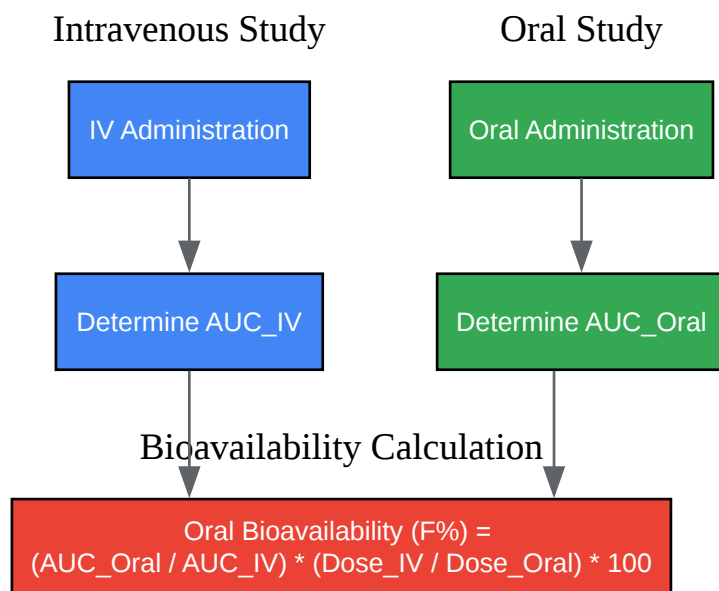 Intravenous Study
Oral Study
IV Administration
Oral Administration
Determine AUC_IV
Determine AUC_Oral
Bioavailability Calculation
Oral Bioavailability (F%) =
(AUC_Oral / AUC_IV) * (Dose_IV / Dose_Oral) * 100